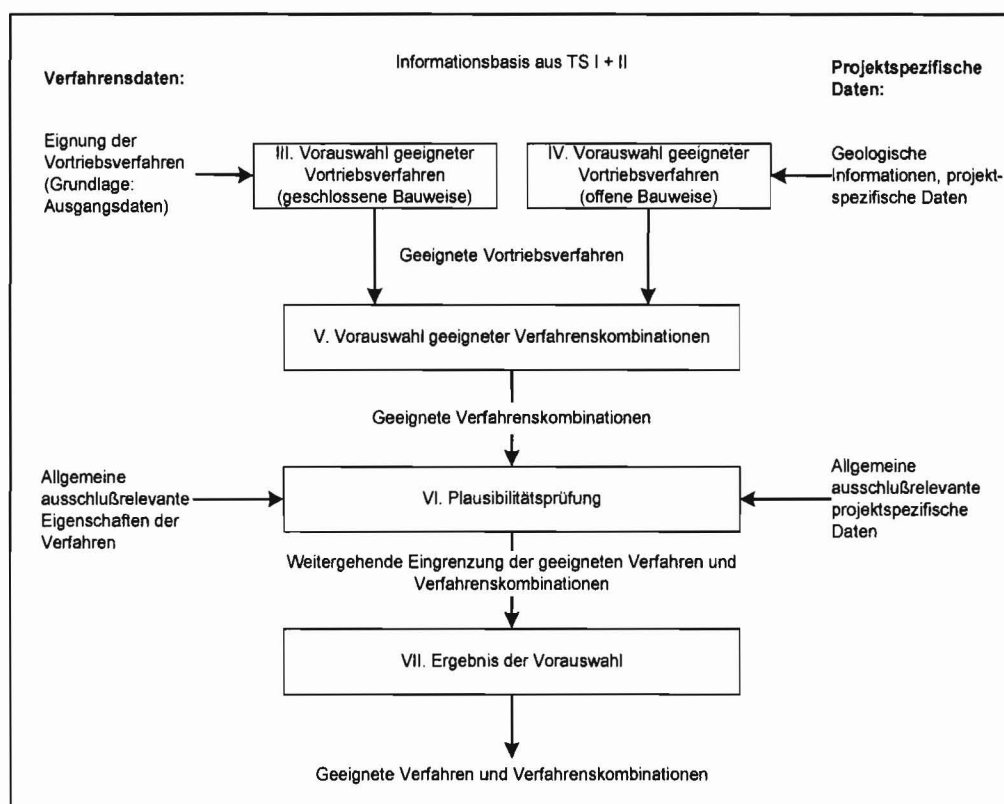 Informationsbasis aus TS I + II
Verfahrensdaten:
Projektspezifische
Daten:
Eignung der
Vortriebsverfahren
(Grundlage:
Ausgangsdaten)
III. Vorauswahl geeigneter
Vortriebsverfahren
(geschlossene Bauweise)
IV. Vorauswahl geeigneter
Vortriebsverfahren
(offene Bauweise)
Geologische
Informationen, projekt-
spezifische Daten
Geeignete Vortriebsverfahren
V. Vorauswahl geeigneter Verfahrenskombinationen
Geeignete Verfahrenskombinationen
Allgemeine
ausschlußrelevante
Eigenschaften der
Verfahren
VI. Plausibilitätsprüfung
Allgemeine
ausschlußrelevante
projektspezifische
Daten
Weitergehende Eingrenzung der geeigneten Verfahren und
Verfahrenskombinationen
VII. Ergebnis der Vorauswahl
Geeignete Verfahren und Verfahrenskombinationen